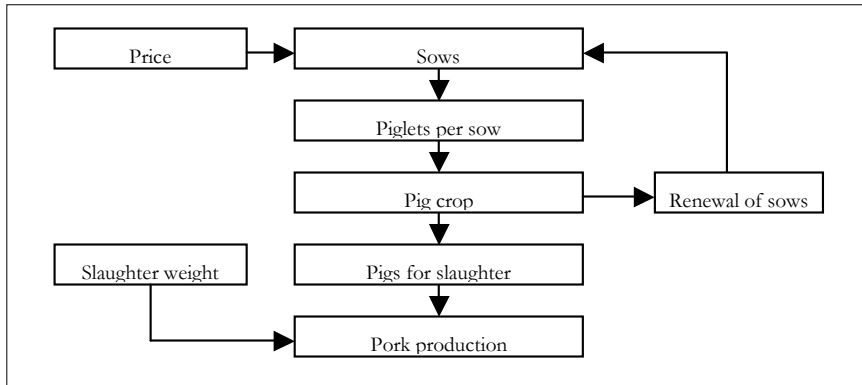 Price
Sows
Piglets per sow
Pig crop
Renewal of sows
Slaughter weight
Pigs for slaughter
Pork production